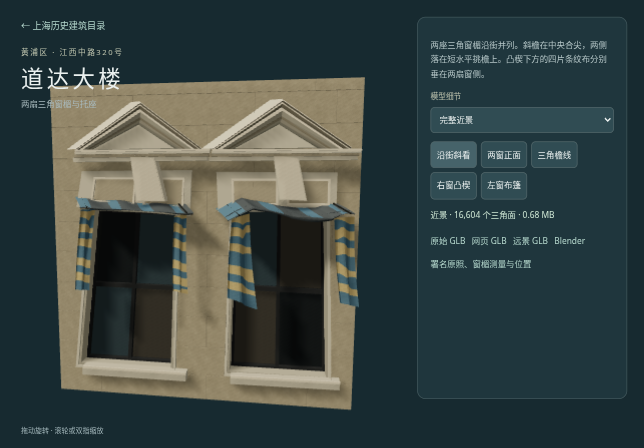 ← 上海历史建筑目录
黄浦区 · 江西中路320号
道达大楼
两扇三角窗楣与托座
拖动旋转 · 滚轮或双指缩放
两座三角窗楣沿街并列。斜檐在中央合尖，两侧
落在短水平挑檐上。凸楔下方的四片条纹布分别
垂在两扇窗侧。
模型细节
完整近景
沿街斜看
两窗正面
三角檐线
右窗凸楔
左窗布篷
近景 · 16,604 个三角面 · 0.68 MB
原始 GLB 网页 GLB 远景 GLB Blender
署名原照、窗楣测量与位置